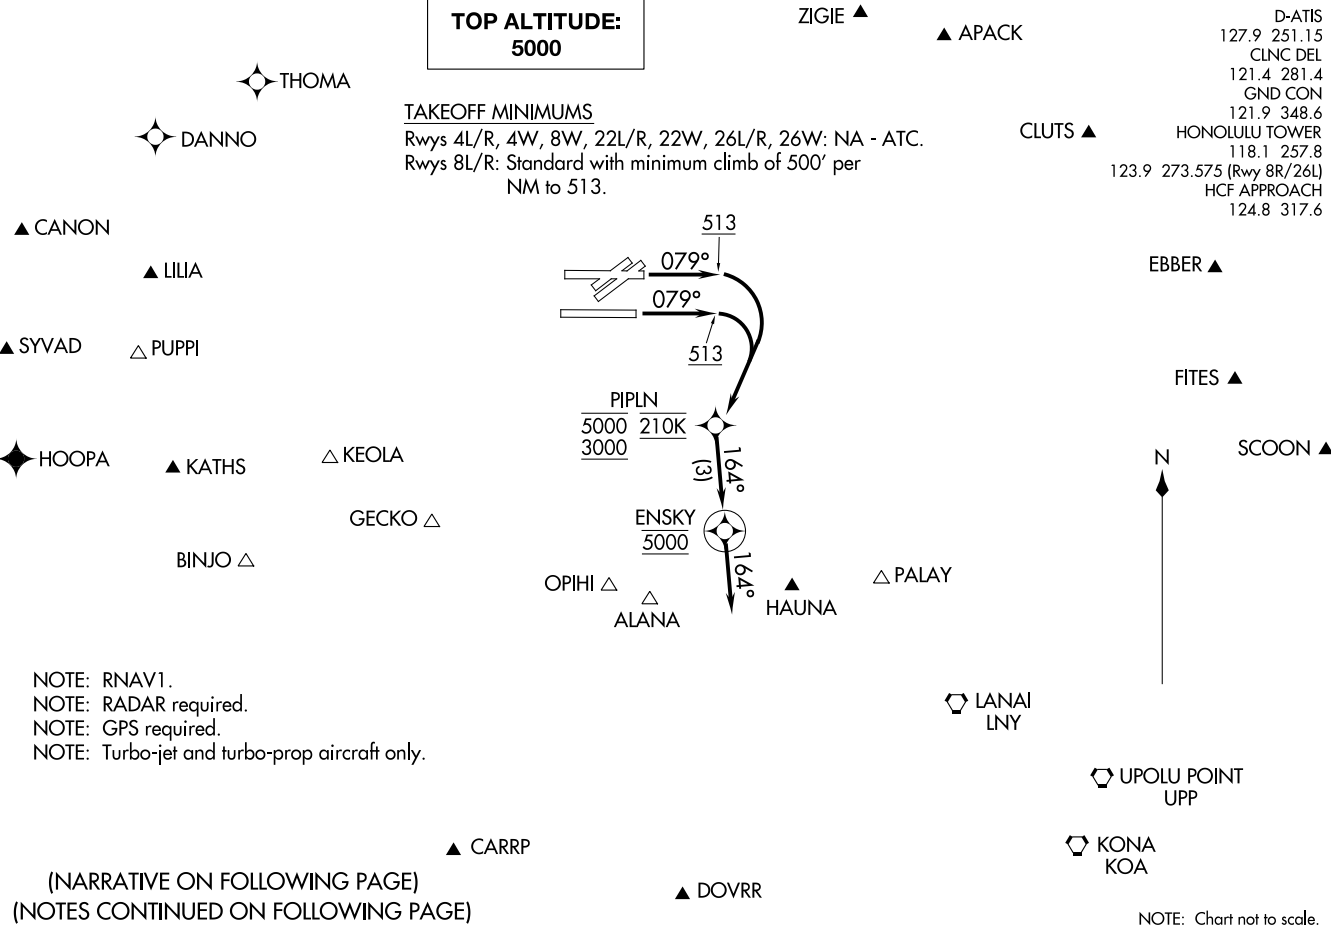 TOP ALTITUDE:
5000
ZIGIE
APACK
D-ATIS
127.9 251.15
CLNC DEL
121.4 281.4
GND CON
121.9 348.6
HONOLULU TOWER
118.1 257.8
123.9 273.575 (Rwy 8R/26L)
HCF APPROACH
124.8 317.6
THOMA
DANNO
TAKEOFF MINIMUMS
Rwys 4L/R, 4W, 8W, 22L/R, 22W, 26L/R, 26W: NA - ATC.
Rwys 8L/R: Standard with minimum climb of 500' per
NM to 513.
CLUTS
CANON
LILIA
513
079°
EBBER
079°
513
SYVAD
PUPPI
FITES
PIPLN
5000 210K
3000
HOOPA
KATHS
KEOLA
164°
(3)
N
SCOON
GECKO
ENSKY
5000
BINJO
164°
OPIHI
ALANA
HAUNA
PALAY
NOTE: RNAV1.
NOTE: RADAR required.
NOTE: GPS required.
NOTE: Turbo-jet and turbo-prop aircraft only.
LANAI
LNY
UPOLU POINT
UPP
KONA
KOA
CARRP
DOVRR
(NARRATIVE ON FOLLOWING PAGE)
(NOTES CONTINUED ON FOLLOWING PAGE)
NOTE: Chart not to scale.